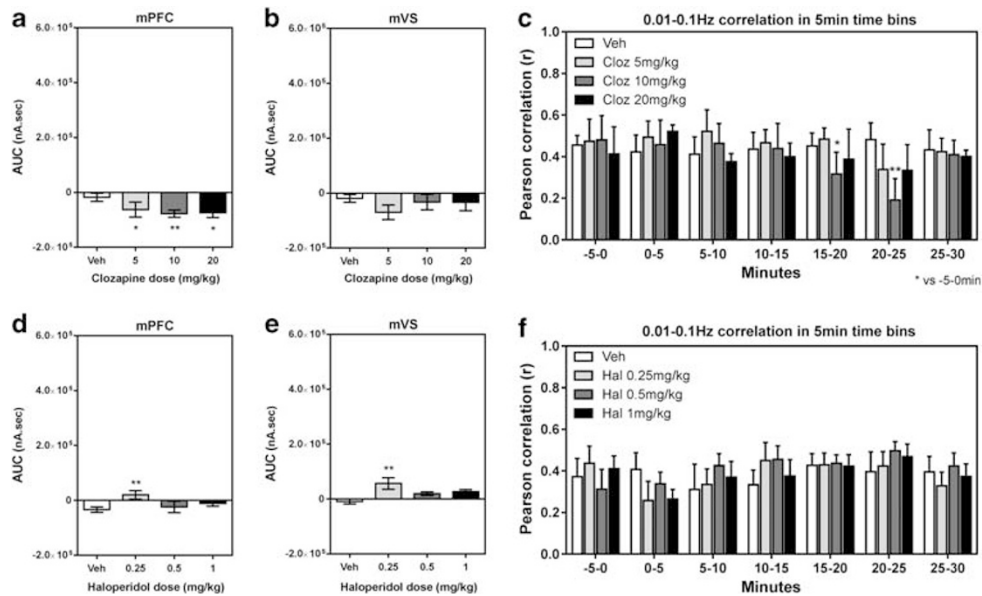 a
mPFC
6.0×10⁵
4.0×10⁵
2.0×10⁵
0
-2.0×10⁵
AUC (nA.sec)
* ** *
Veh 5 10 20
Clozapine dose (mg/kg)
b
mVS
6.0×10⁵
4.0×10⁵
2.0×10⁵
0
-2.0×10⁵
AUC (nA.sec)
Veh 5 10 20
Clozapine dose (mg/kg)
c
0.01-0.1Hz correlation in 5min time bins
Veh
Cloz 5mg/kg
Cloz 10mg/kg
Cloz 20mg/kg
1.0
0.8
0.6
0.4
0.2
0.0
Pearson correlation (r)
* **
-5-0 0-5 5-10 10-15 15-20 20-25 25-30
Minutes
* vs -5-0min
d
mPFC
6.0×10⁵
4.0×10⁵
2.0×10⁵
0
-2.0×10⁵
AUC (nA.sec)
**
Veh 0.25 0.5 1
Haloperidol dose (mg/kg)
e
mVS
6.0×10⁵
4.0×10⁵
2.0×10⁵
0
-2.0×10⁵
AUC (nA.sec)
**
Veh 0.25 0.5 1
Haloperidol dose (mg/kg)
f
0.01-0.1Hz correlation in 5min time bins
Veh
Hal 0.25mg/kg
Hal 0.5mg/kg
Hal 1mg/kg
1.0
0.8
0.6
0.4
0.2
0.0
Pearson correlation (r)
-5-0 0-5 5-10 10-15 15-20 20-25 25-30
Minutes